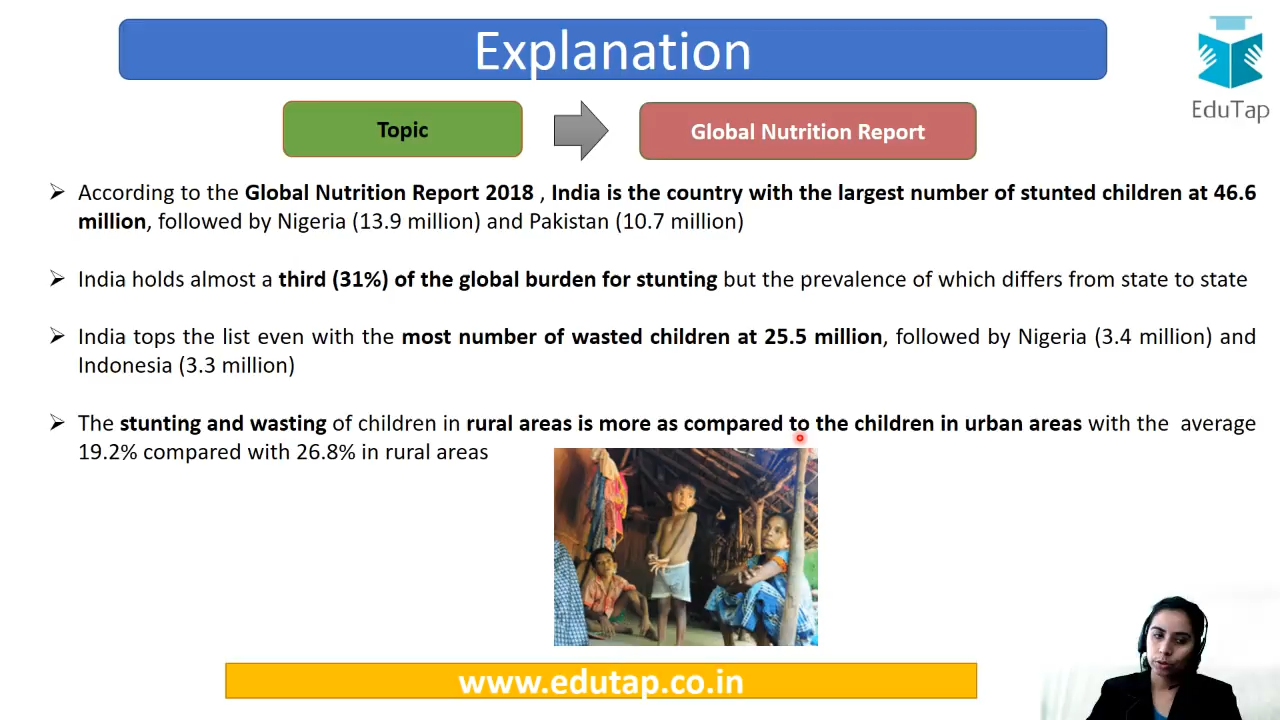 Explanation
EduTap
Topic
Global Nutrition Report
According to the Global Nutrition Report 2018 , India is the country with the largest number of stunted children at 46.6
million, followed by Nigeria (13.9 million) and Pakistan (10.7 million)
India holds almost a third (31%) of the global burden for stunting but the prevalence of which differs from state to state
India tops the list even with the most number of wasted children at 25.5 million, followed by Nigeria (3.4 million) and
Indonesia (3.3 million)
The stunting and wasting of children in rural areas is more as compared to the children in urban areas with the average
19.2% compared with 26.8% in rural areas
www.edutap.co.in